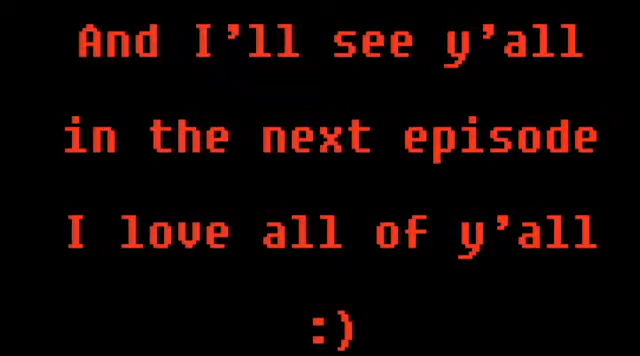 And I'll see y'all
in the next episode
I love all of y'all
:)